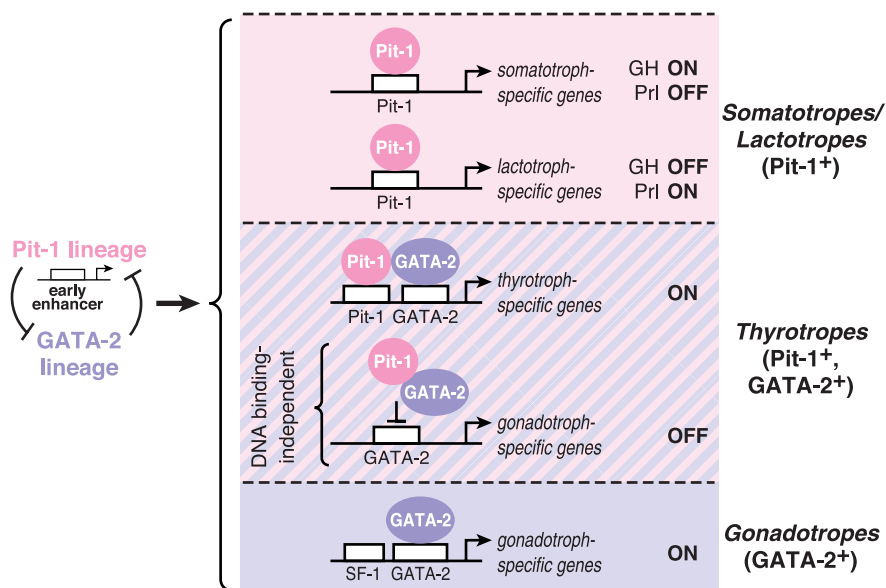 Pit-1 lineage
early
enhancer
GATA-2
lineage
Pit-1
Pit-1
somatotroph-
specific genes
GH ON
Prl OFF
Pit-1
Pit-1
lactotroph-
specific genes
GH OFF
Prl ON
Somatotropes/
Lactotropes
(Pit-1+)
Pit-1
GATA-2
Pit-1
GATA-2
thyrotroph-
specific genes
ON
DNA binding-
independent
Pit-1
GATA-2
GATA-2
gonadotroph-
specific genes
OFF
Thyrotropes
(Pit-1+,
GATA-2+)
GATA-2
SF-1
GATA-2
gonadotroph-
specific genes
ON
Gonadotropes
(GATA-2+)